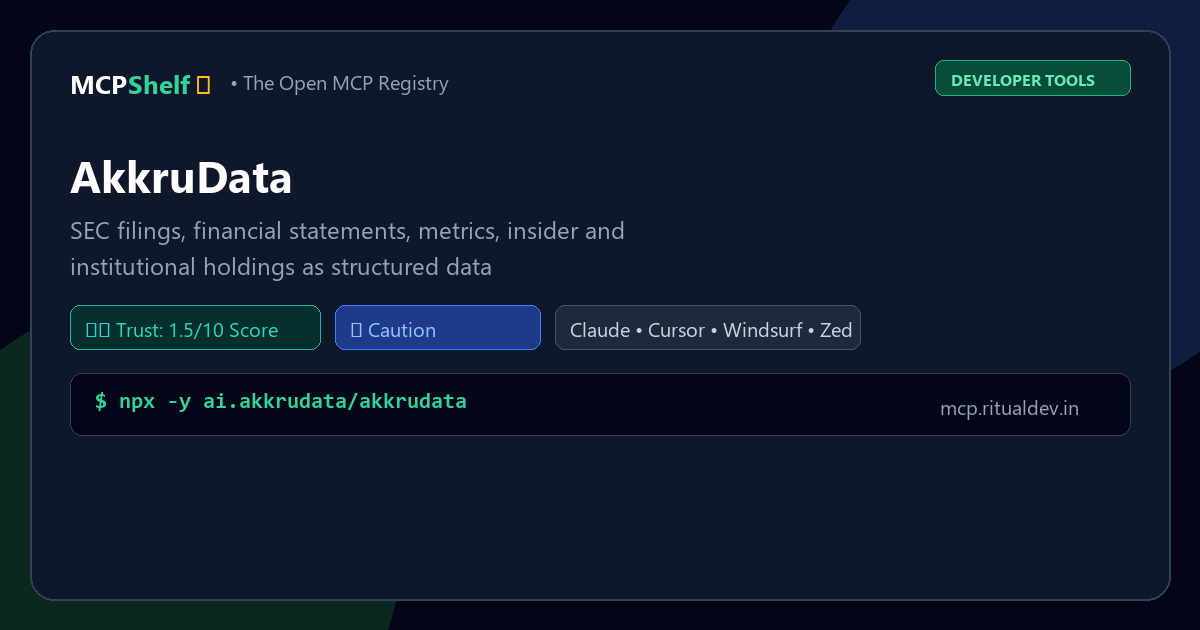 MCPShelf • The Open MCP Registry
DEVELOPER TOOLS
AkkruData
SEC filings, financial statements, metrics, insider and
institutional holdings as structured data
Trust: 1.5/10 Score
Caution
Claude • Cursor • Windsurf • Zed
$ npx -y ai.akkrudata/akkrudata
mcp.ritualdev.in